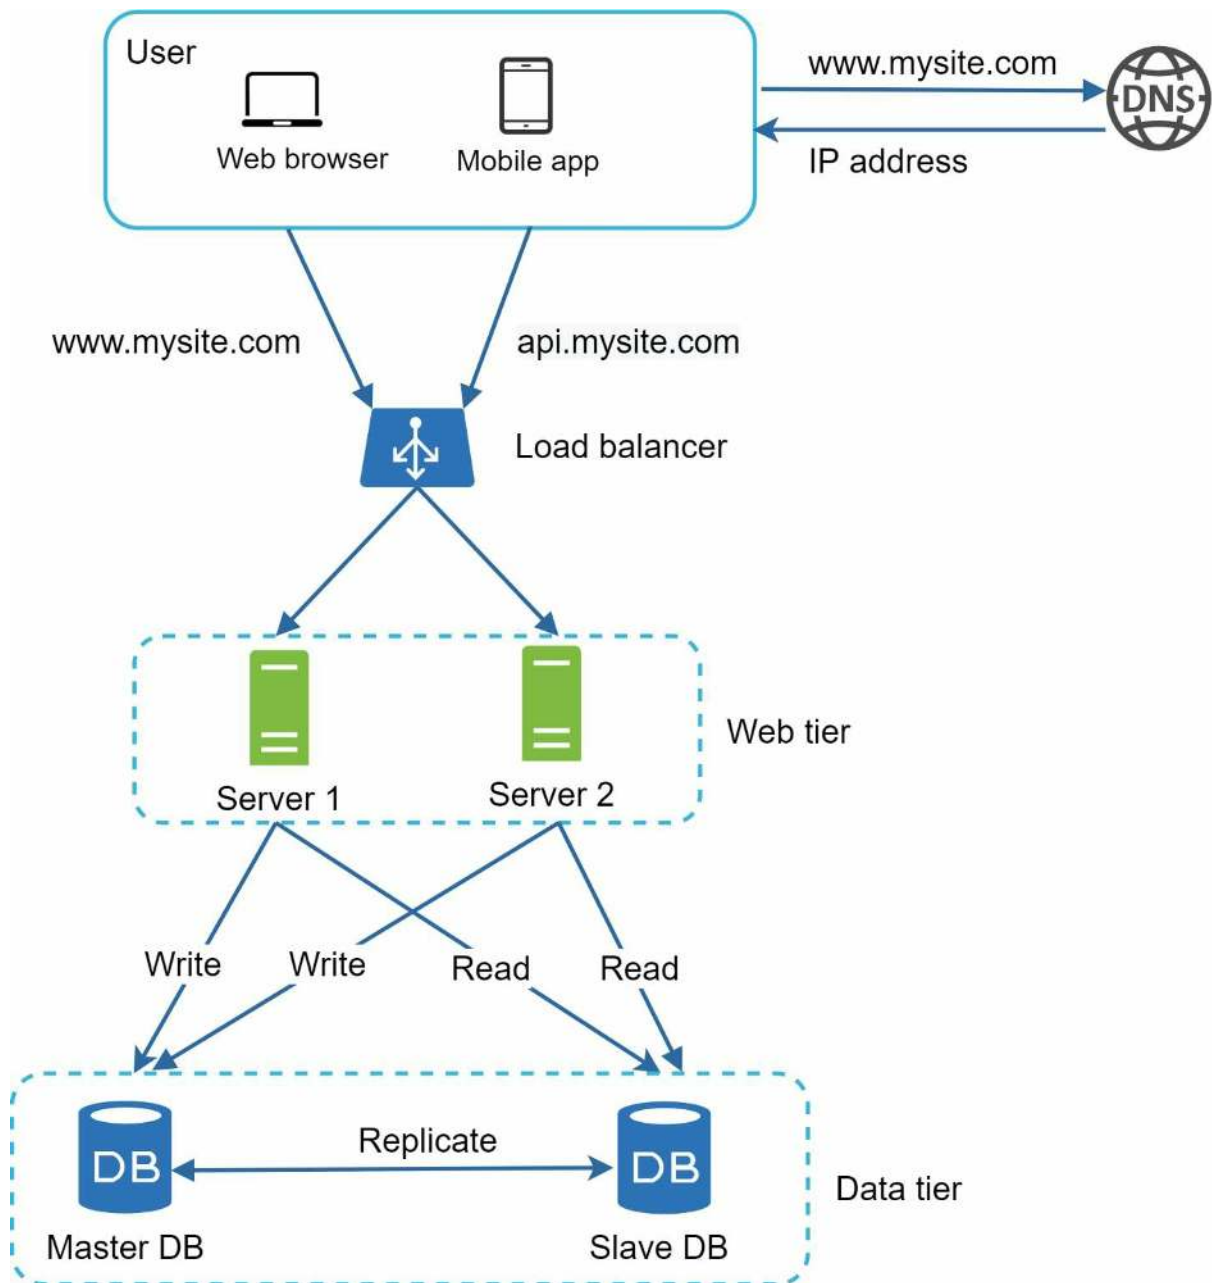 User
Web browser
Mobile app
www.mysite.com
DNS
IP address
www.mysite.com
api.mysite.com
Load balancer
Server 1
Server 2
Web tier
Write
Write
Read
Read
DB
Replicate
DB
Master DB
Slave DB
Data tier